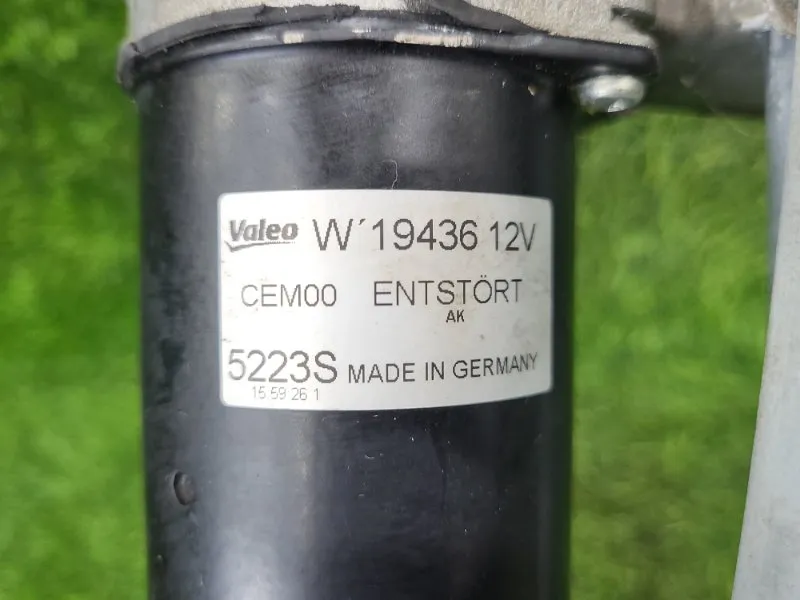 Valeo W´19436 12V
CEM00 ENTSTÖRT
AK
5223S MADE IN GERMANY
15 59 26 1